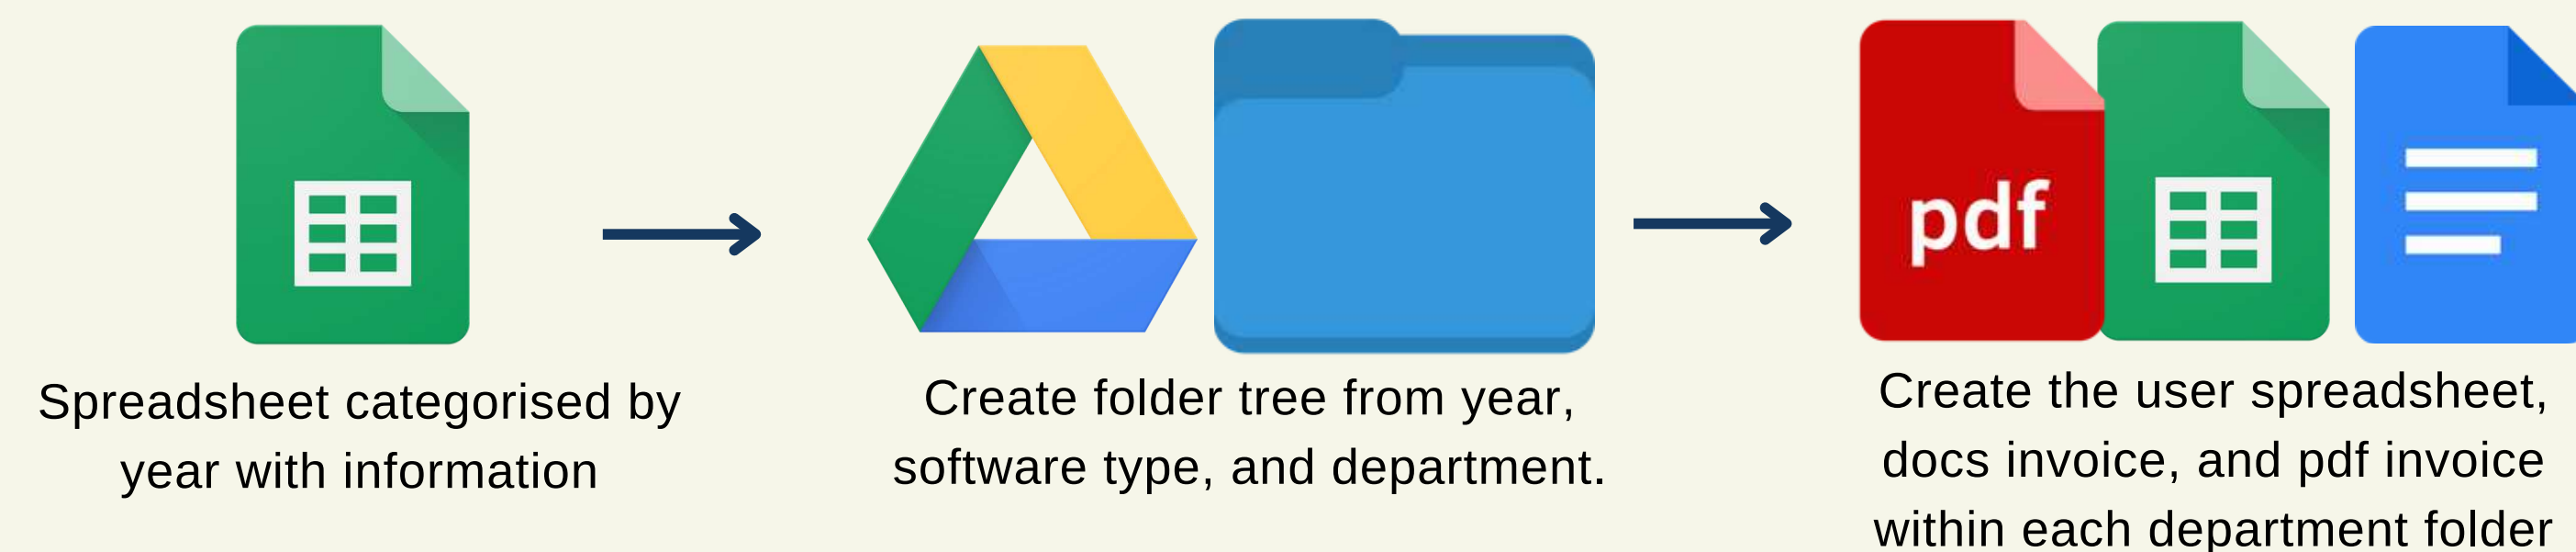 pdf
Spreadsheet categorised by
year with information
Create folder tree from year,
software type, and department.
Create the user spreadsheet,
docs invoice, and pdf invoice
within each department folder